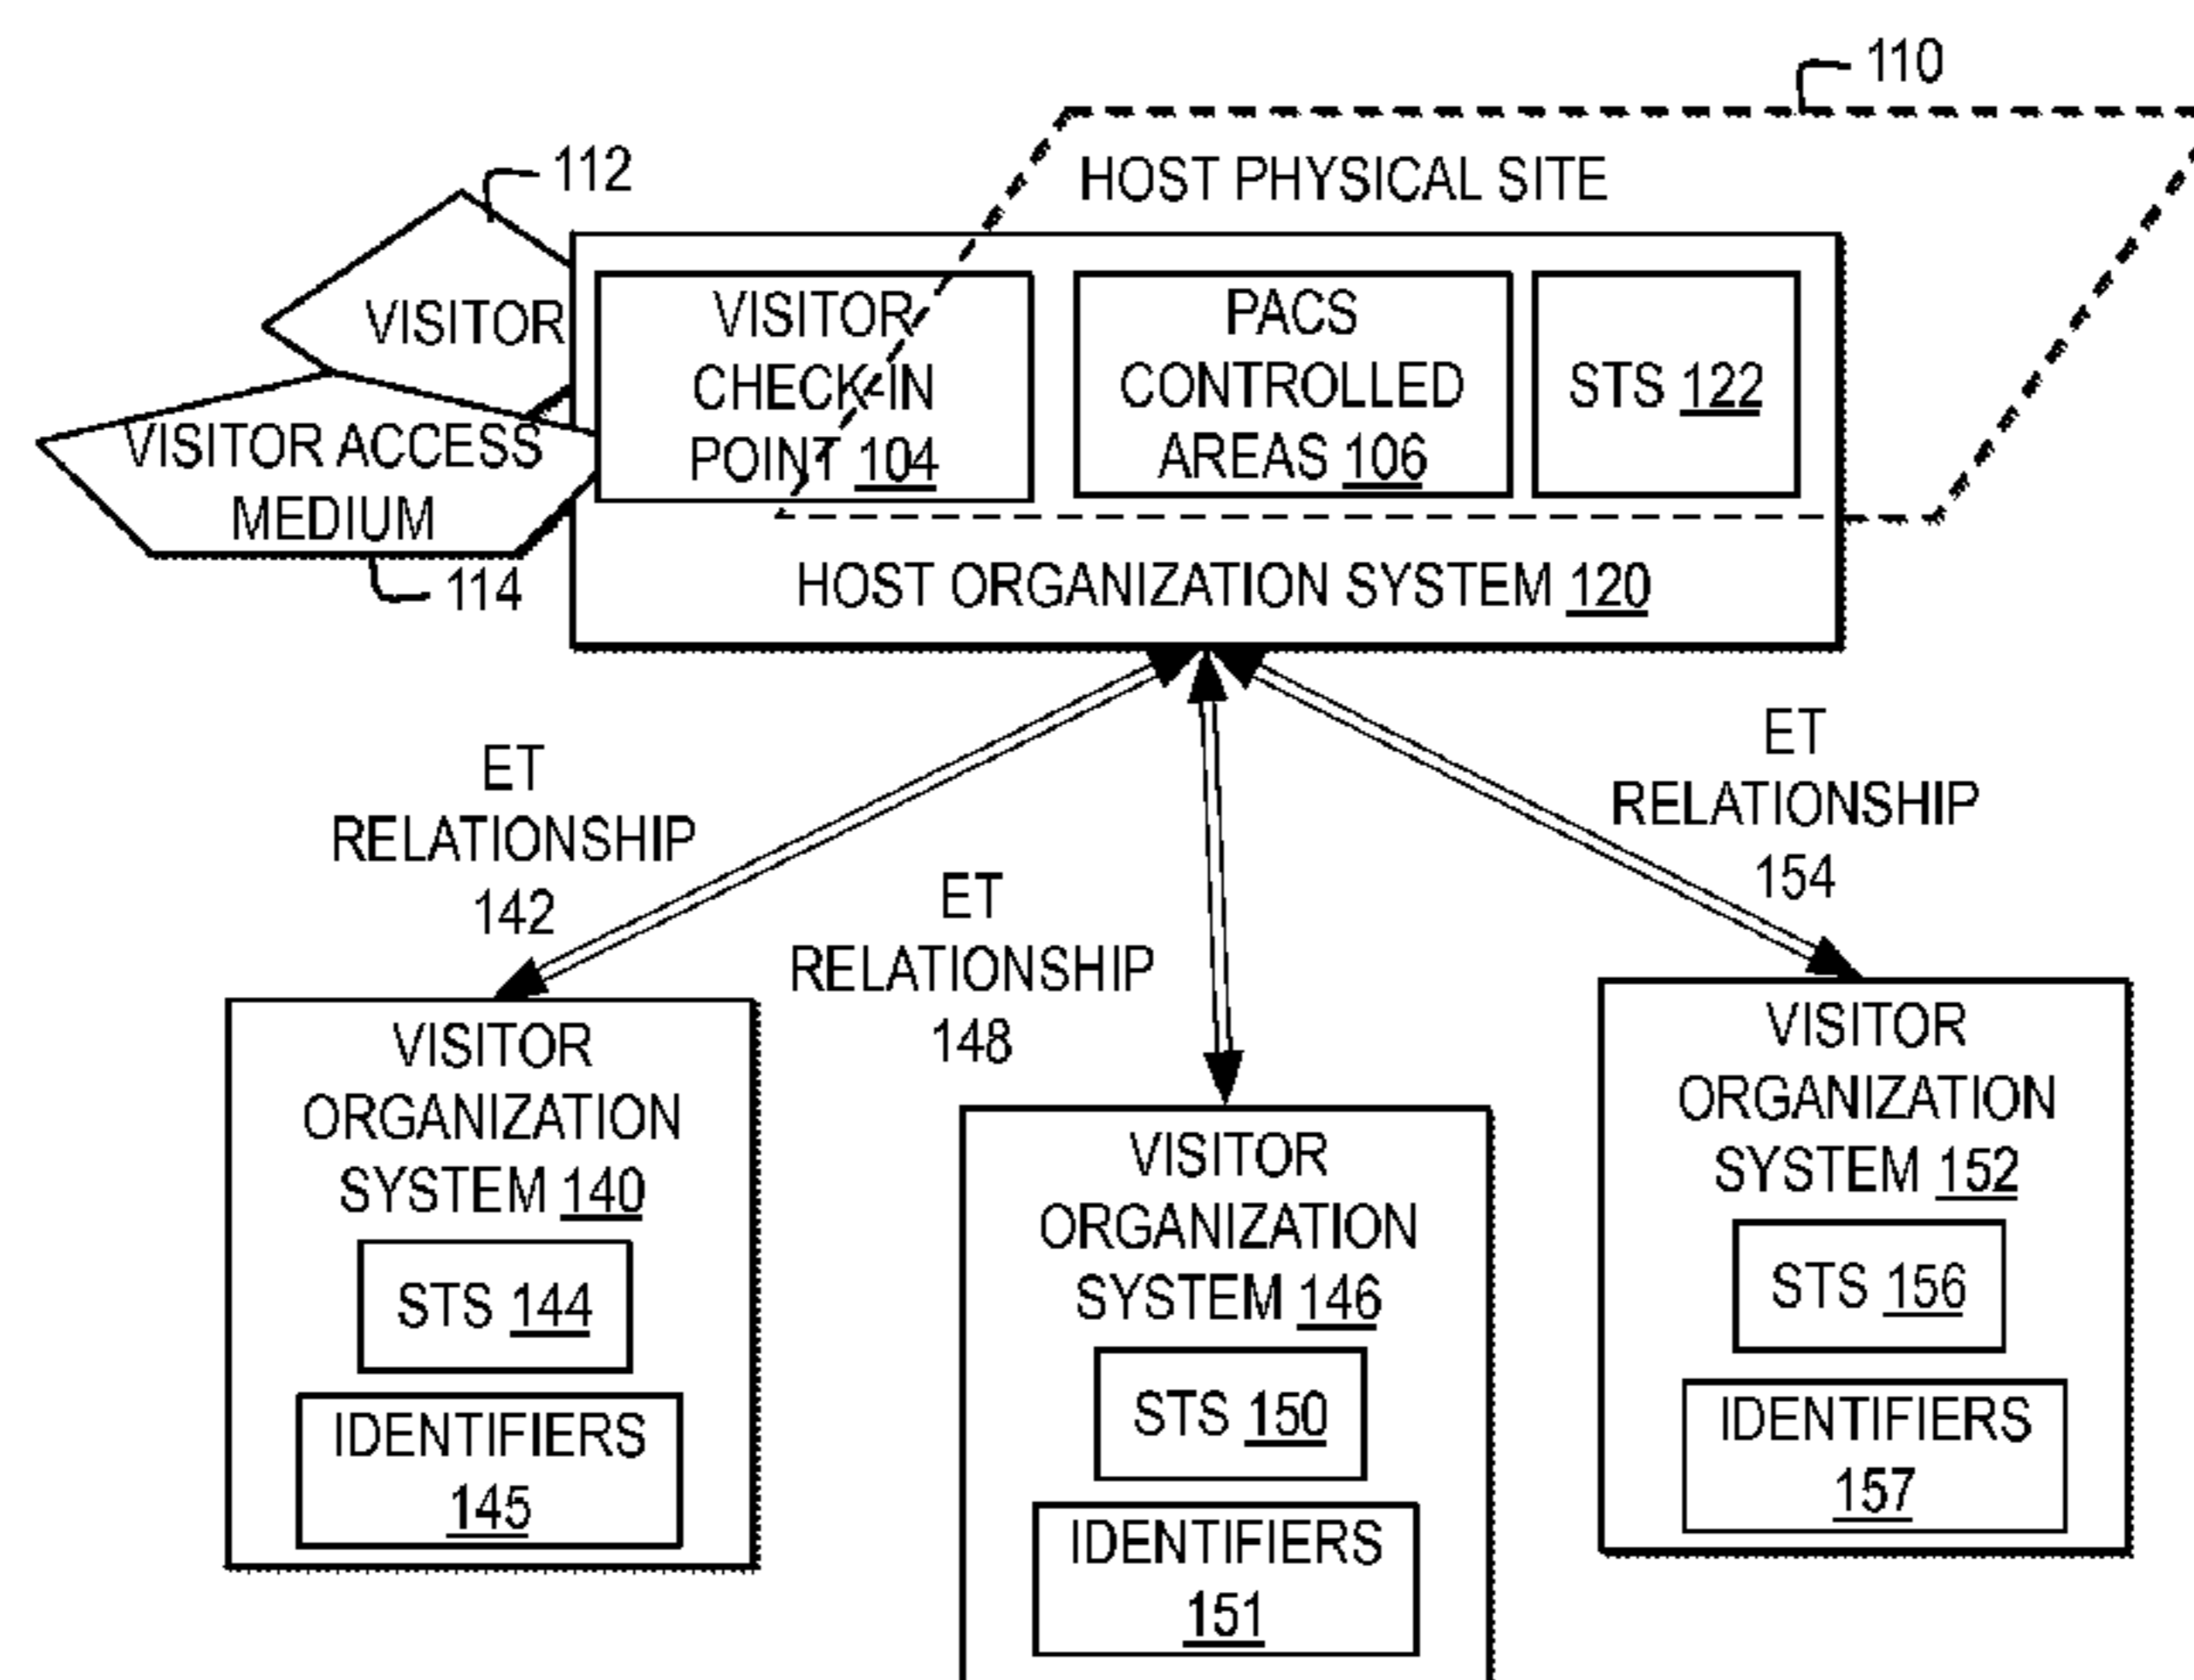 110
112
HOST PHYSICAL SITE
VISITOR
VISITOR
CHECK-IN
POINT 104
PACS
CONTROLLED
AREAS 106
STS 122
VISITOR ACCESS
MEDIUM
114
HOST ORGANIZATION SYSTEM 120
ET
RELATIONSHIP
142
ET
RELATIONSHIP
148
ET
RELATIONSHIP
154
VISITOR
ORGANIZATION
SYSTEM 140
STS 144
IDENTIFIERS
145
VISITOR
ORGANIZATION
SYSTEM 146
STS 150
IDENTIFIERS
151
VISITOR
ORGANIZATION
SYSTEM 152
STS 156
IDENTIFIERS
157